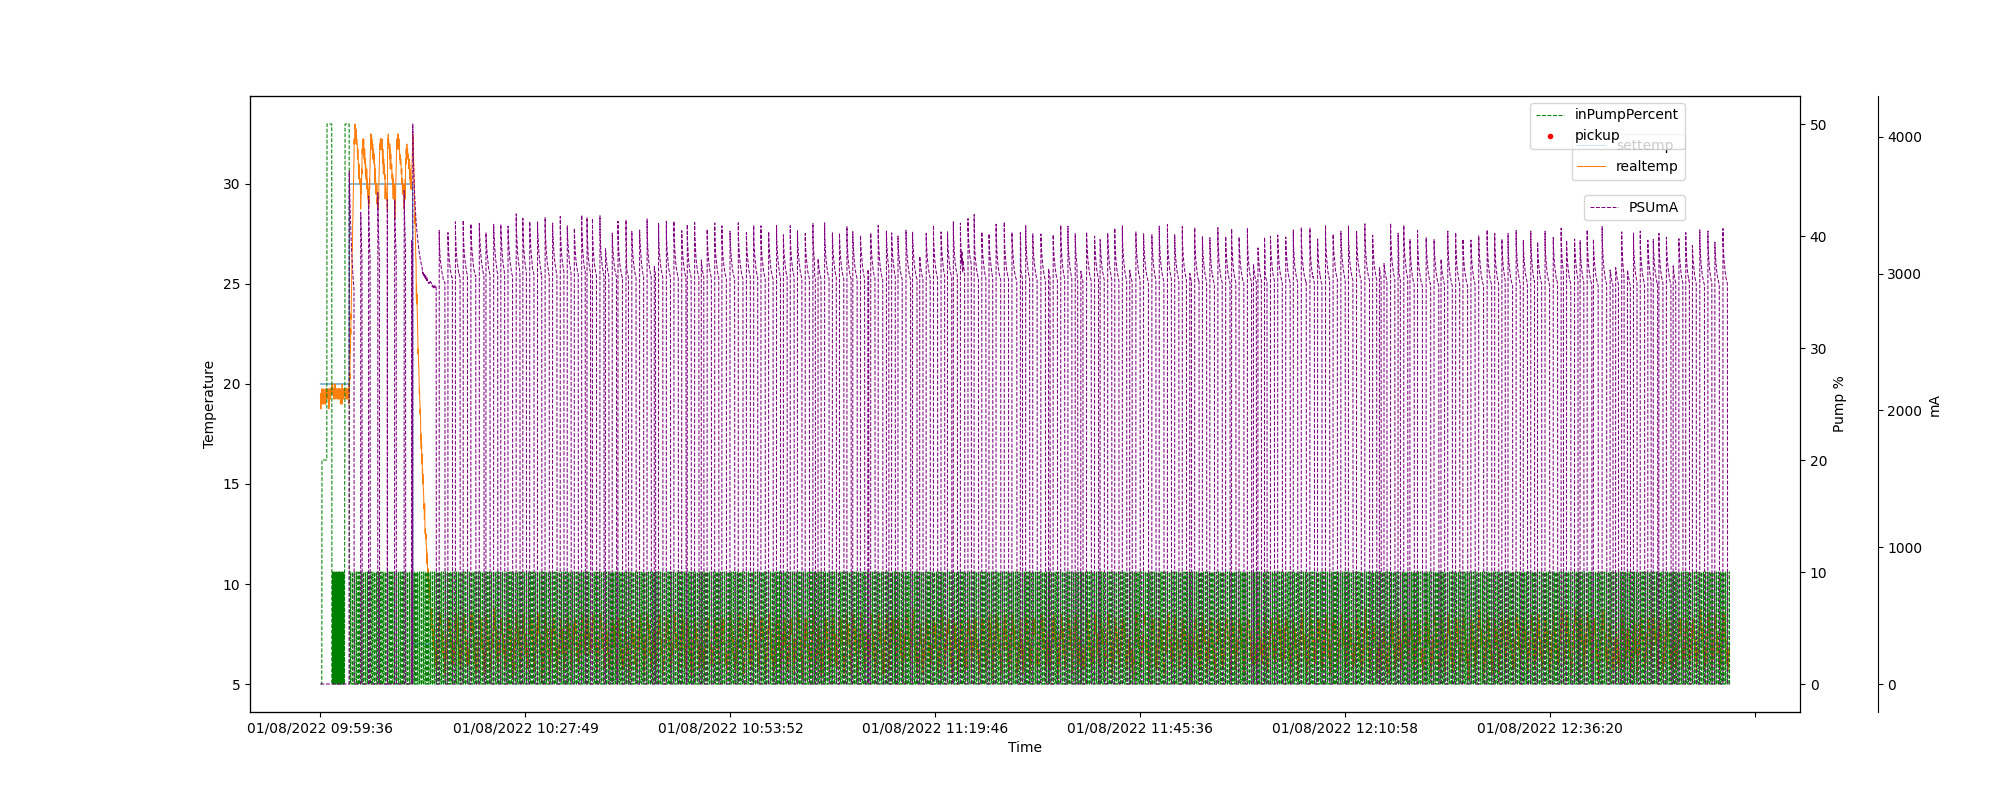 inPumpPercent
pickup
settemp
realtemp
PSUmA
30
25
20
15
10
5
Temperature
50
40
30
20
10
0
Pump %
4000
3000
2000
1000
0
mA
01/08/2022 09:59:36
01/08/2022 10:27:49
01/08/2022 10:53:52
01/08/2022 11:19:46
01/08/2022 11:45:36
01/08/2022 12:10:58
01/08/2022 12:36:20
Time